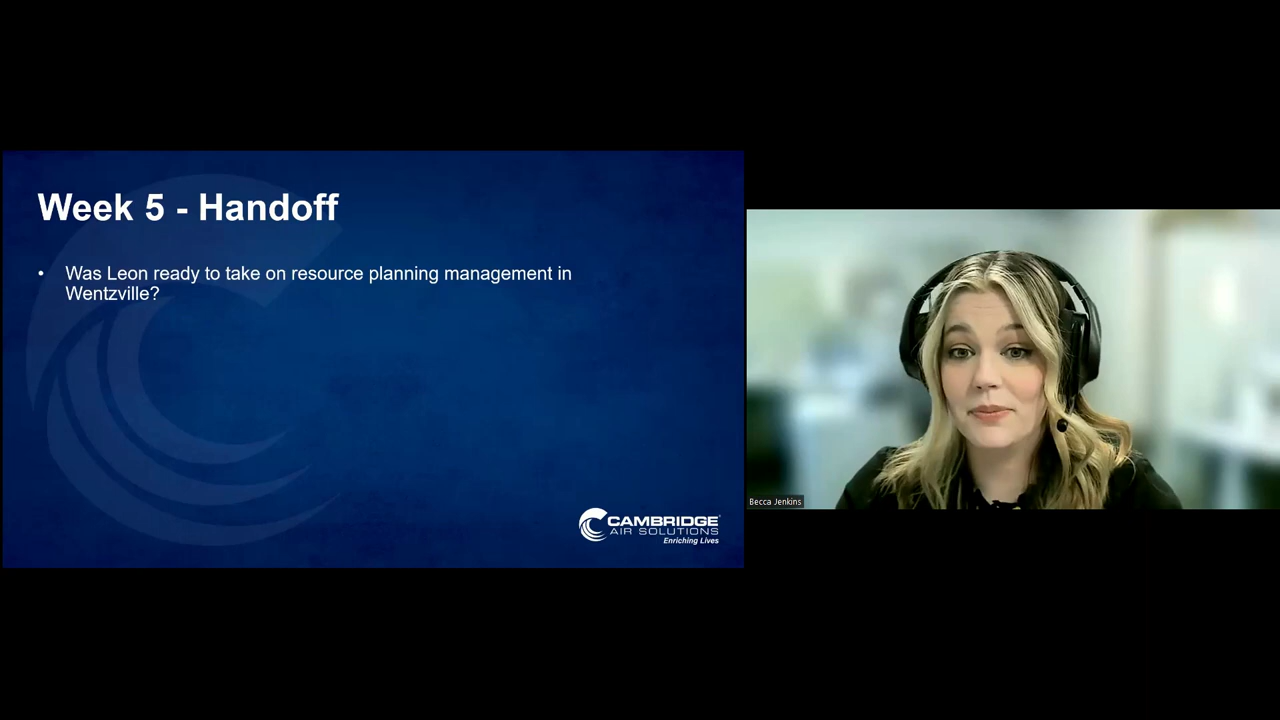 Week 5 - Handoff
• Was Leon ready to take on resource planning management in
Wentzville?
CAMBRIDGE
AIR SOLUTIONS
Enriching Lives
Becca Jenkins